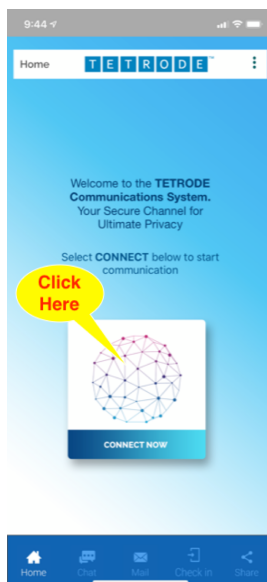 9:44
Home TETRODE™
Welcome to the TETRODE
Communications System.
Your Secure Channel for
Ultimate Privacy
Select CONNECT below to start
communication
Click
Here
CONNECT NOW
Home Chat Mail Check in Share